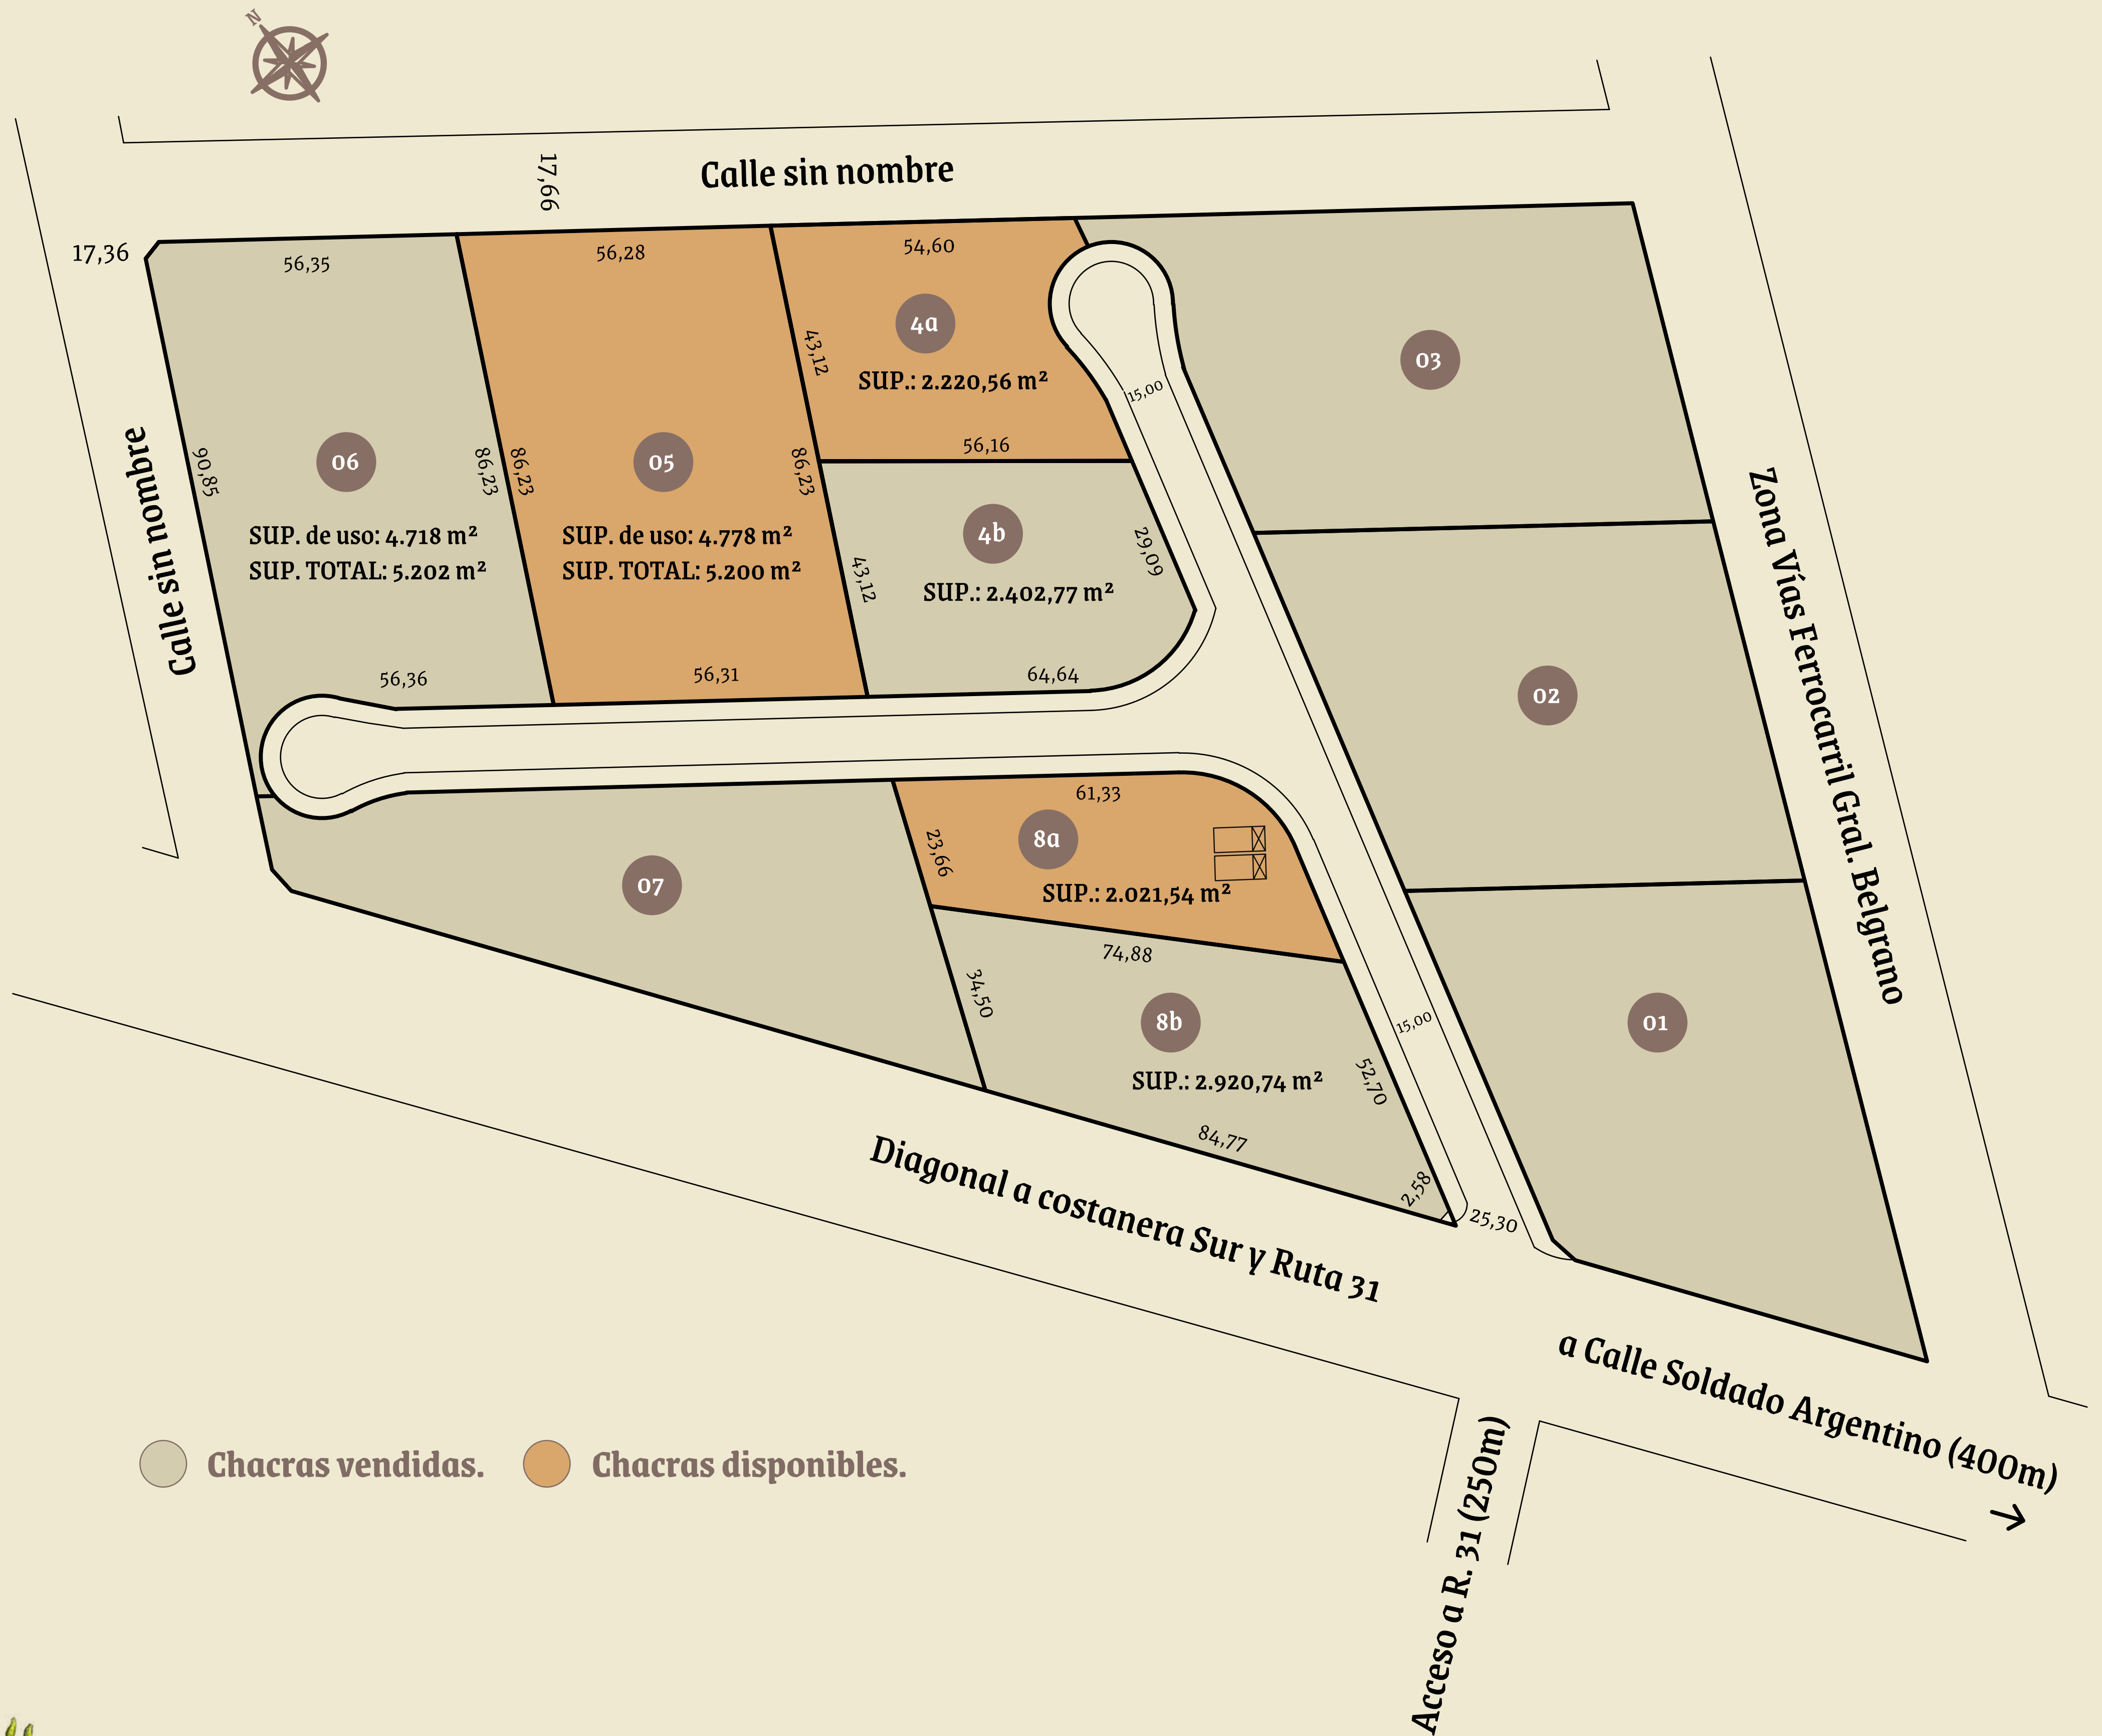 N
Calle sin nombre
17,66
17,36
56,35
56,28
54,60
4a
SUP.: 2.220,56 m²
43,12
56,16
15,00
03
Calle sin nombre
90,85
06
86,23
86,23
05
86,23
SUP. de uso: 4.718 m²
SUP. TOTAL: 5.202 m²
SUP. de uso: 4.778 m²
SUP. TOTAL: 5.200 m²
4b
29,09
SUP.: 2.402,77 m²
43,12
56,36
56,31
64,64
02
Zona Vías Ferrocarril Gral. Belgrano
61,33
8a
23,66
SUP.: 2.021,54 m²
07
74,88
34,50
8b
15,00
01
SUP.: 2.920,74 m²
52,70
84,77
2,58
25,30
Diagonal a costanera Sur y Ruta 31
a Calle Soldado Argentino (400m)
Acceso a R. 31 (250m)
Chacras vendidas.
Chacras disponibles.